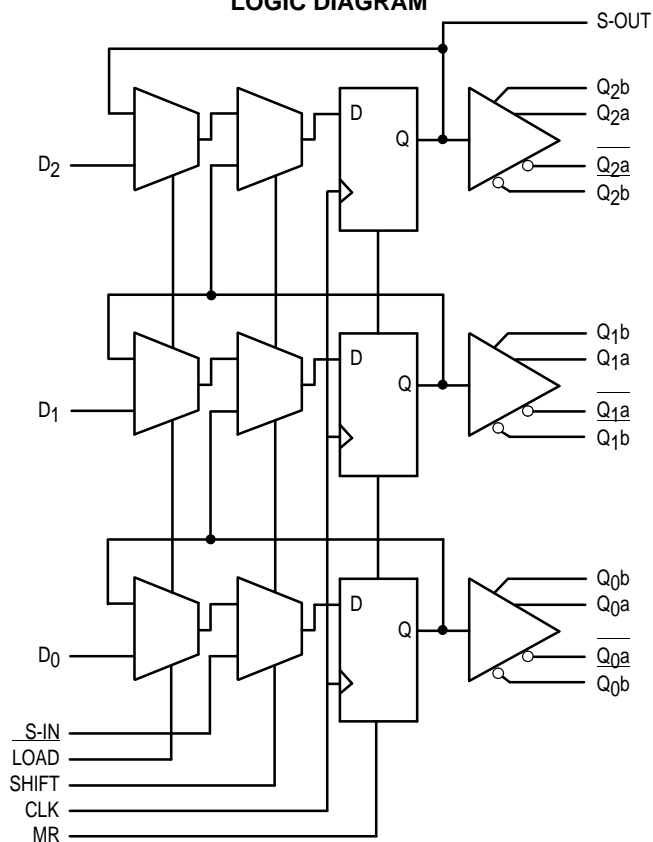 LOGIC DIAGRAM
S-OUT
Q2b
Q2a
D
Q
D2
Q2a
Q2b
Q1b
Q1a
D
Q
D1
Q1a
Q1b
Q0b
Q0a
D
Q
D0
Q0a
Q0b
S-IN
LOAD
SHIFT
CLK
MR